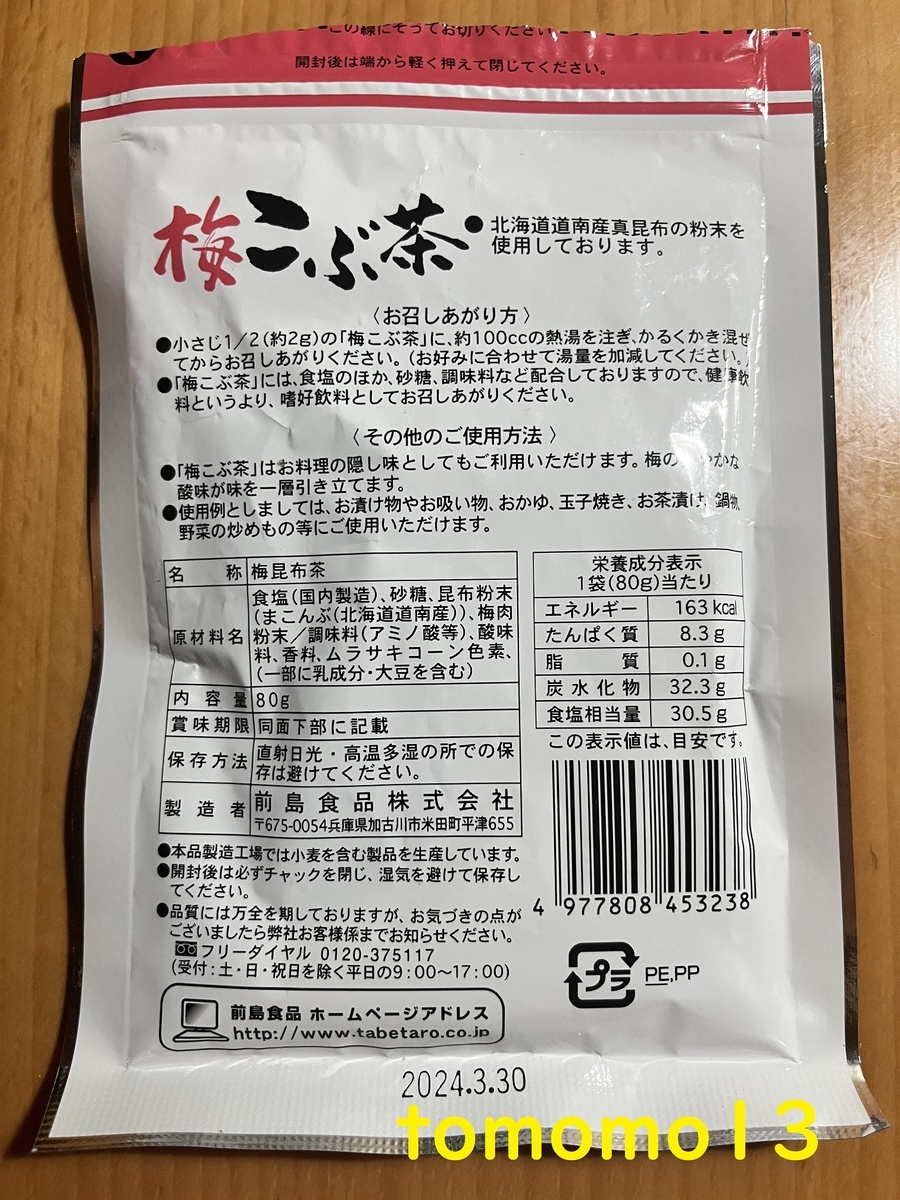 この線にそってお切りください
開封後は端から軽く押えて閉じてください。
梅こぶ茶
●北海道道南産真昆布の粉末を
使用しております。
〈お召しあがり方〉
●小さじ1/2(約2g)の「梅こぶ茶」に、約100ccの熱湯を注ぎ、かるくかき混ぜ
てからお召しあがりください。(お好みに合わせて湯量を加減してください。)
●「梅こぶ茶」には、食塩のほか、砂糖、調味料など配合しておりますので、健康飲
料というより、嗜好飲料としてお召しあがりください。
〈その他のご使用方法〉
●「梅こぶ茶」はお料理の隠し味としてもご利用いただけます。梅の やかな
酸味が味を一層引き立てます。
●使用例としましては、お漬け物やお吸い物、おかゆ、玉子焼き、お茶漬け、鍋物、
野菜の炒めもの等にご使用いただけます。
名称 梅昆布茶
原材料名 食塩(国内製造)、砂糖、昆布粉末
(まこんぶ(北海道道南産))、梅肉
粉末/調味料(アミノ酸等)、酸味
料、香料、ムラサキコーン色素、
(一部に乳成分・大豆を含む)
内容量 80g
賞味期限 同面下部に記載
保存方法 直射日光・高温多湿の所での保
存は避けてください。
製造者 前島食品株式会社
〒675-0054兵庫県加古川市米田町平津655
栄養成分表示
1袋(80g)当たり
エネルギー 163kcal
たんぱく質 8.3g
脂質 0.1g
炭水化物 32.3g
食塩相当量 30.5g
この表示値は、目安です。
4 977808 453238
●本品製造工場では小麦を含む製品を生産しています。
●開封後は必ずチャックを閉じ、湿気を避けて保存し
てください。
●品質には万全を期しておりますが、お気づきの点が
ございましたら弊社お客様係までお知らせください。
フリーダイヤル 0120-375117
(受付:土・日・祝日を除く平日の9:00〜17:00)
プラ PE,PP
前島食品 ホームページアドレス
http://www.tabetaro.co.jp
2024.3.30
tomomo13